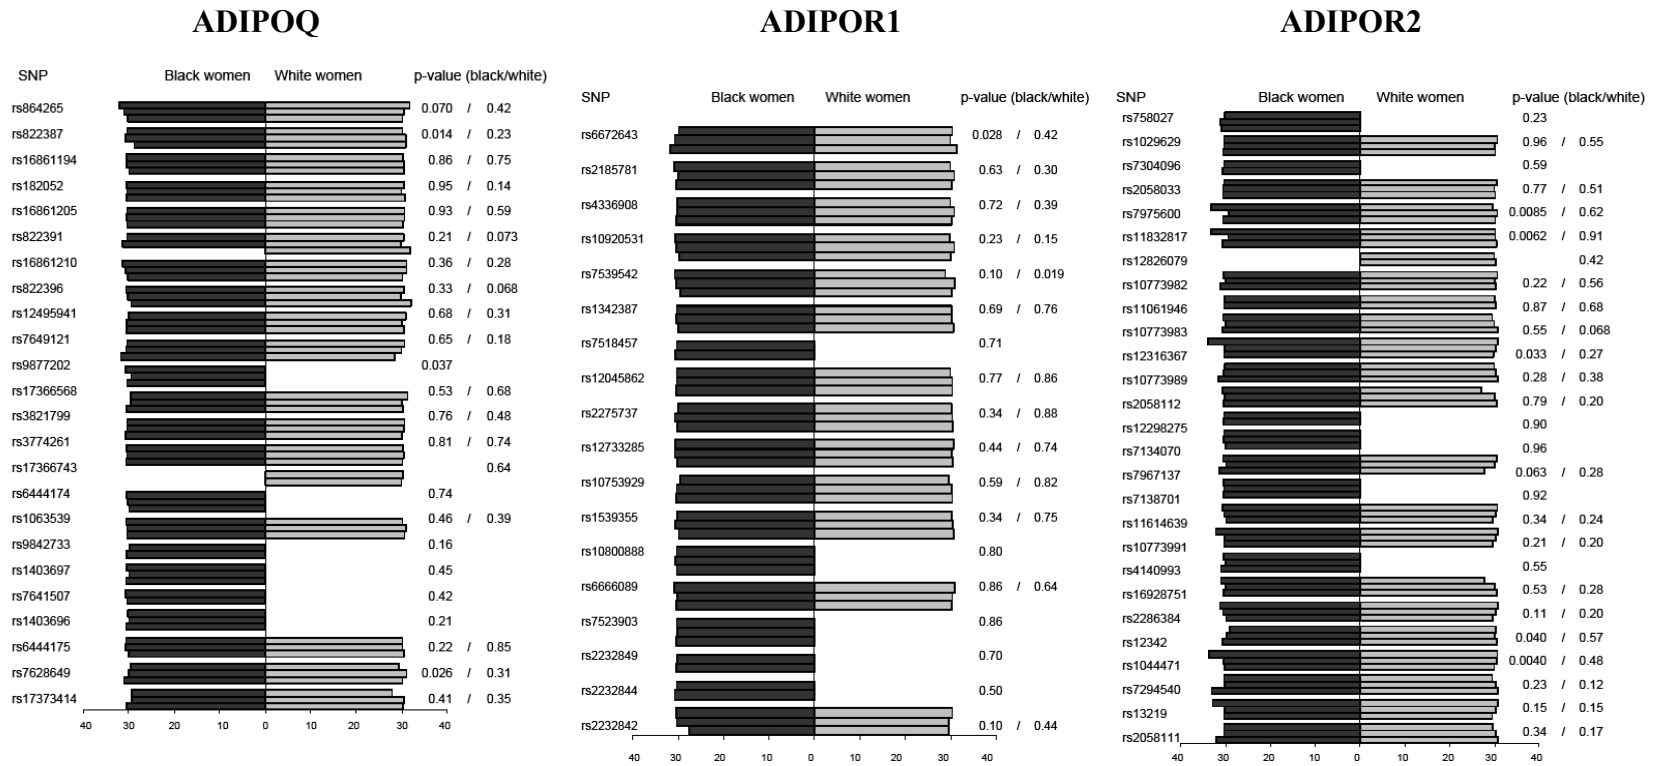 ADIPOQ
SNP Black women White women p-value (black/white)
rs864265 0.070 / 0.42
rs822387 0.014 / 0.23
rs16861194 0.86 / 0.75
rs182052 0.95 / 0.14
rs16861205 0.93 / 0.59
rs822391 0.21 / 0.073
rs16861210 0.36 / 0.28
rs822396 0.33 / 0.068
rs12495941 0.68 / 0.31
rs7649121 0.65 / 0.18
rs9877202 0.037
rs17366568 0.53 / 0.68
rs3821799 0.76 / 0.48
rs3774261 0.81 / 0.74
rs17366743 0.64
rs6444174 0.74
rs1063539 0.46 / 0.39
rs9842733 0.16
rs1403697 0.45
rs7641507 0.42
rs1403696 0.21
rs6444175 0.22 / 0.85
rs7628649 0.026 / 0.31
rs17373414 0.41 / 0.35
40 30 20 10 0 10 20 30 40
ADIPOR1
SNP Black women White women p-value (black/white)
rs6672643 0.028 / 0.42
rs2185781 0.63 / 0.30
rs4336908 0.72 / 0.39
rs10920531 0.23 / 0.15
rs7539542 0.10 / 0.019
rs1342387 0.69 / 0.76
rs7518457 0.71
rs12045862 0.77 / 0.86
rs2275737 0.34 / 0.88
rs12733285 0.44 / 0.74
rs10753929 0.59 / 0.82
rs1539355 0.34 / 0.75
rs10800888 0.80
rs6666089 0.86 / 0.64
rs7523903 0.86
rs2232849 0.70
rs2232844 0.50
rs2232842 0.10 / 0.44
40 30 20 10 0 10 20 30 40
ADIPOR2
SNP Black women White women p-value (black/white)
rs758027 0.23
rs1029629 0.96 / 0.55
rs7304096 0.59
rs2058033 0.77 / 0.51
rs7975600 0.0085 / 0.62
rs11832817 0.0062 / 0.91
rs12826079 0.42
rs10773982 0.22 / 0.56
rs11061946 0.87 / 0.68
rs10773983 0.55 / 0.068
rs12316367 0.033 / 0.27
rs10773989 0.28 / 0.38
rs2058112 0.79 / 0.20
rs12298275 0.90
rs7134070 0.96
rs7967137 0.063 / 0.28
rs7138701 0.92
rs11614639 0.34 / 0.24
rs10773991 0.21 / 0.20
rs4140993 0.55
rs16928751 0.53 / 0.28
rs2286384 0.11 / 0.20
rs12342 0.040 / 0.57
rs1044471 0.0040 / 0.48
rs7294540 0.23 / 0.12
rs13219 0.15 / 0.15
rs2058111 0.34 / 0.17
40 30 20 10 0 10 20 30 40